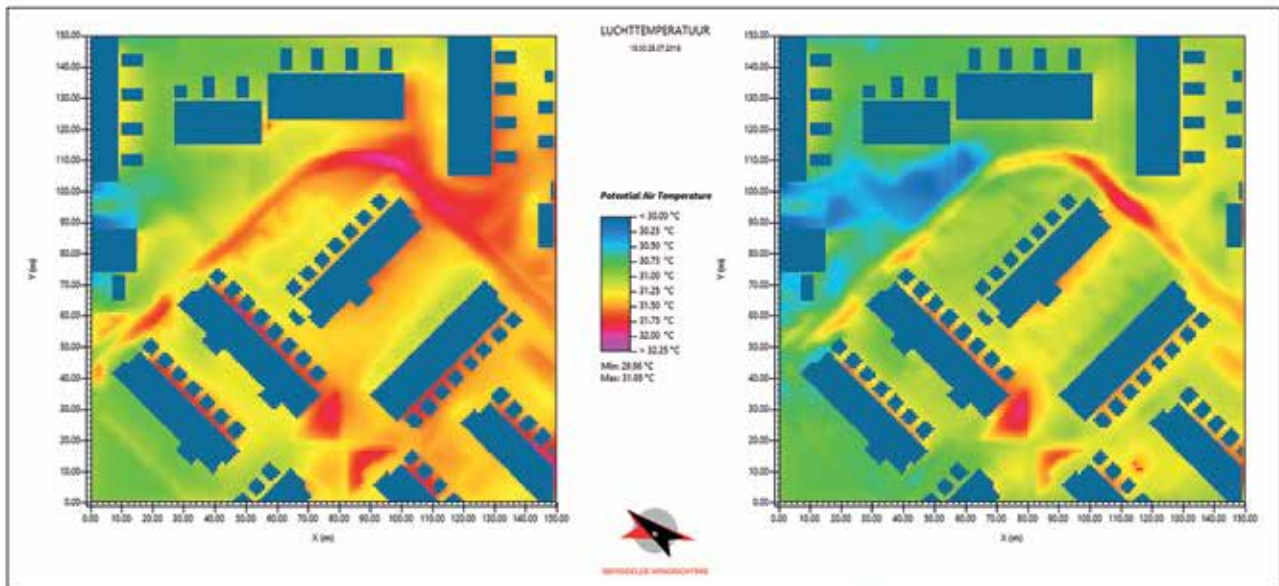 LUCHTTEMPERATUUR
150.00
140.00
130.00
120.00
110.00
100.00
90.00
80.00
70.00
60.00
50.00
40.00
30.00
20.00
10.00
0.00
Y (m)
0.00 10.00 20.00 30.00 40.00 50.00 60.00 70.00 80.00 90.00 100.00 110.00 120.00 130.00 140.00 150.00
X (m)
Potential Air Temperature
< 30.00 °C
30.25 °C
30.50 °C
30.75 °C
31.00 °C
31.25 °C
31.50 °C
31.75 °C
32.00 °C
> 32.25 °C
Min:
Max:
GEMIDDELDE WINDRICHTING
150.00
140.00
130.00
120.00
110.00
100.00
90.00
80.00
70.00
60.00
50.00
40.00
30.00
20.00
10.00
0.00
Y (m)
0.00 10.00 20.00 30.00 40.00 50.00 60.00 70.00 80.00 90.00 100.00 110.00 120.00 130.00 140.00 150.00
X (m)